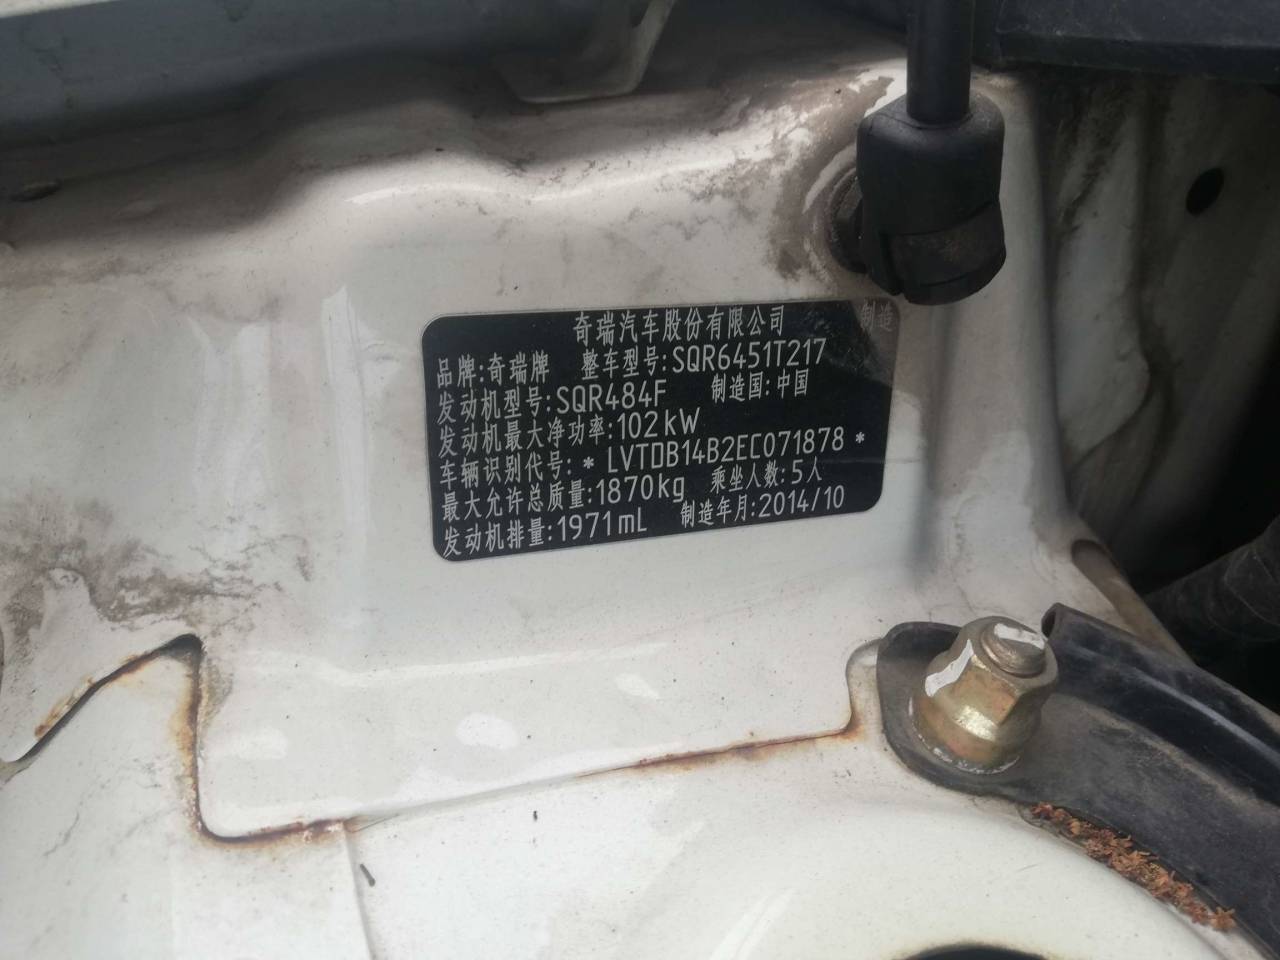 奇瑞汽车股份有限公司 制造
品牌:奇瑞牌 整车型号:SQR6451T217
发动机型号:SQR484F 制造国:中国
发动机最大净功率:102kW
车辆识别代号:*LVTDB14B2EC071878*
最大允许总质量:1870kg 乘坐人数:5人
发动机排量:1971mL 制造年月:2014/10